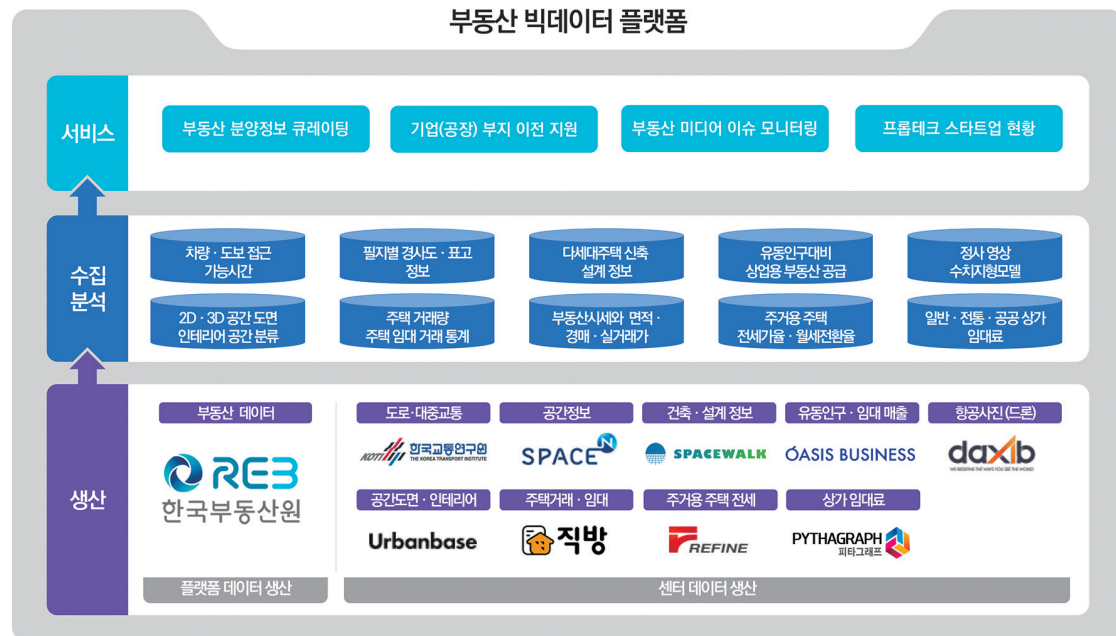 부동산 빅데이터 플랫폼
서비스
부동산 분양정보 큐레이팅
기업(공장) 부지 이전 지원
부동산 미디어 이슈 모니터링
프롭테크 스타트업 현황
수집
분석
차량 · 도보 접근
가능시간
필지별 경사도 · 표고
정보
다세대주택 신축
설계 정보
유동인구대비
상업용 부동산 공급
정사 영상
수치지형모델
2D · 3D 공간 도면
인테리어 공간 분류
주택 거래량
주택 임대 거래 통계
부동산시세와 면적 ·
경매 · 실거래가
주거용 주택
전세가율 · 월세전환율
일반 · 전통 · 공공 상가
임대료
생산
부동산 데이터
REB
한국부동산원
플랫폼 데이터 생산
도로·대중교통
KOTI 한국교통연구원
THE KOREA TRANSPORT INSTITUTE
공간정보
SPACE N
건축 · 설계 정보
SPACEWALK
유동인구 · 임대 매출
OASIS BUSINESS
항공사진(드론)
daxib
WE REDEFINE THE WAYS YOU SEE THE WORLD
공간도면 · 인테리어
Urbanbase
주택거래 · 임대
직방
주거용 주택 전세
REFINE
상가 임대료
PYTHAGRAPH
피타그래프
센터 데이터 생산